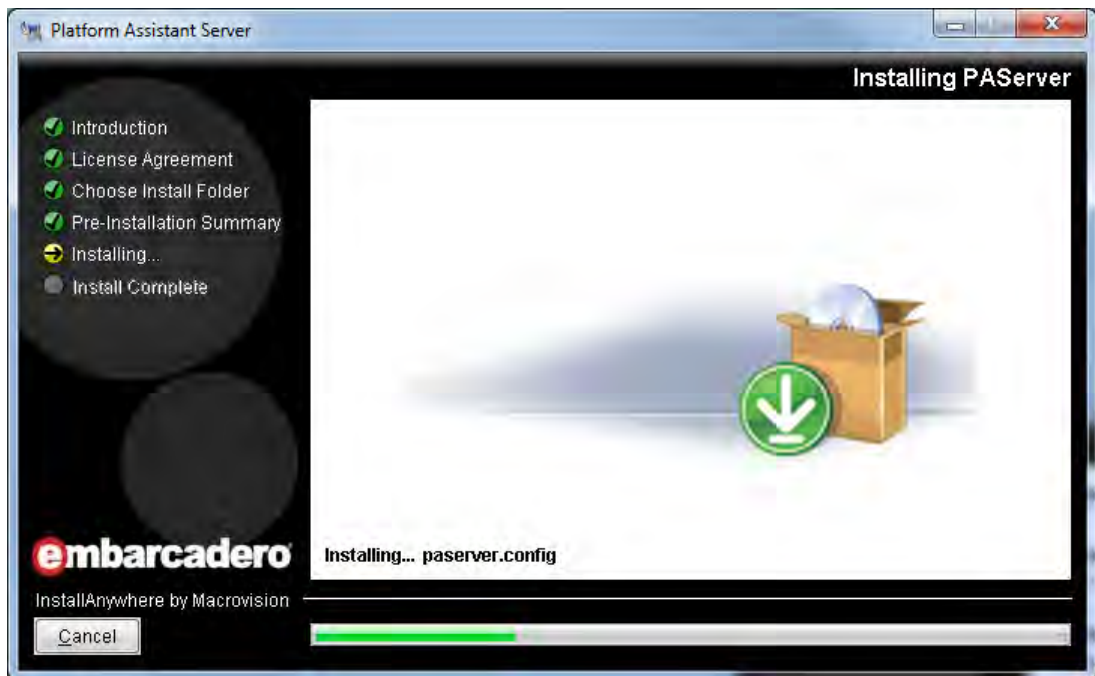 Platform Assistant Server
Installing PAServer
Introduction
License Agreement
Choose Install Folder
Pre-Installation Summary
Installing...
Install Complete
embarcadero
Installing... paserver.config
InstallAnywhere by Macrovision
Cancel